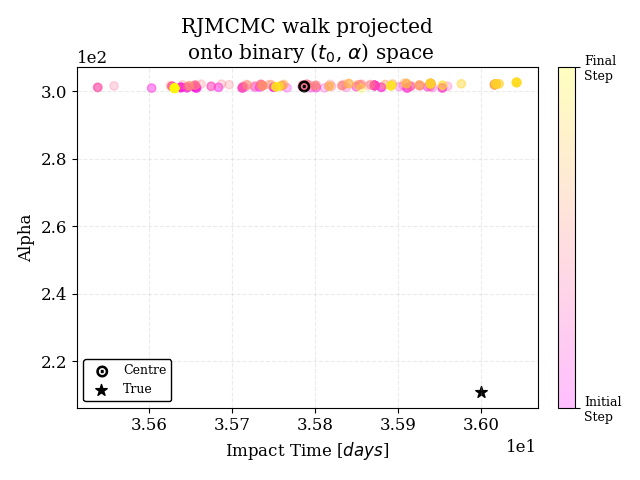 RJMCMC walk projected
onto binary (t₀, α) space
1e2
3.0
2.8
2.6
2.4
2.2
Alpha
Centre
True
3.56
3.57
3.58
3.59
3.60
1e1
Impact Time [days]
Final
Step
Initial
Step